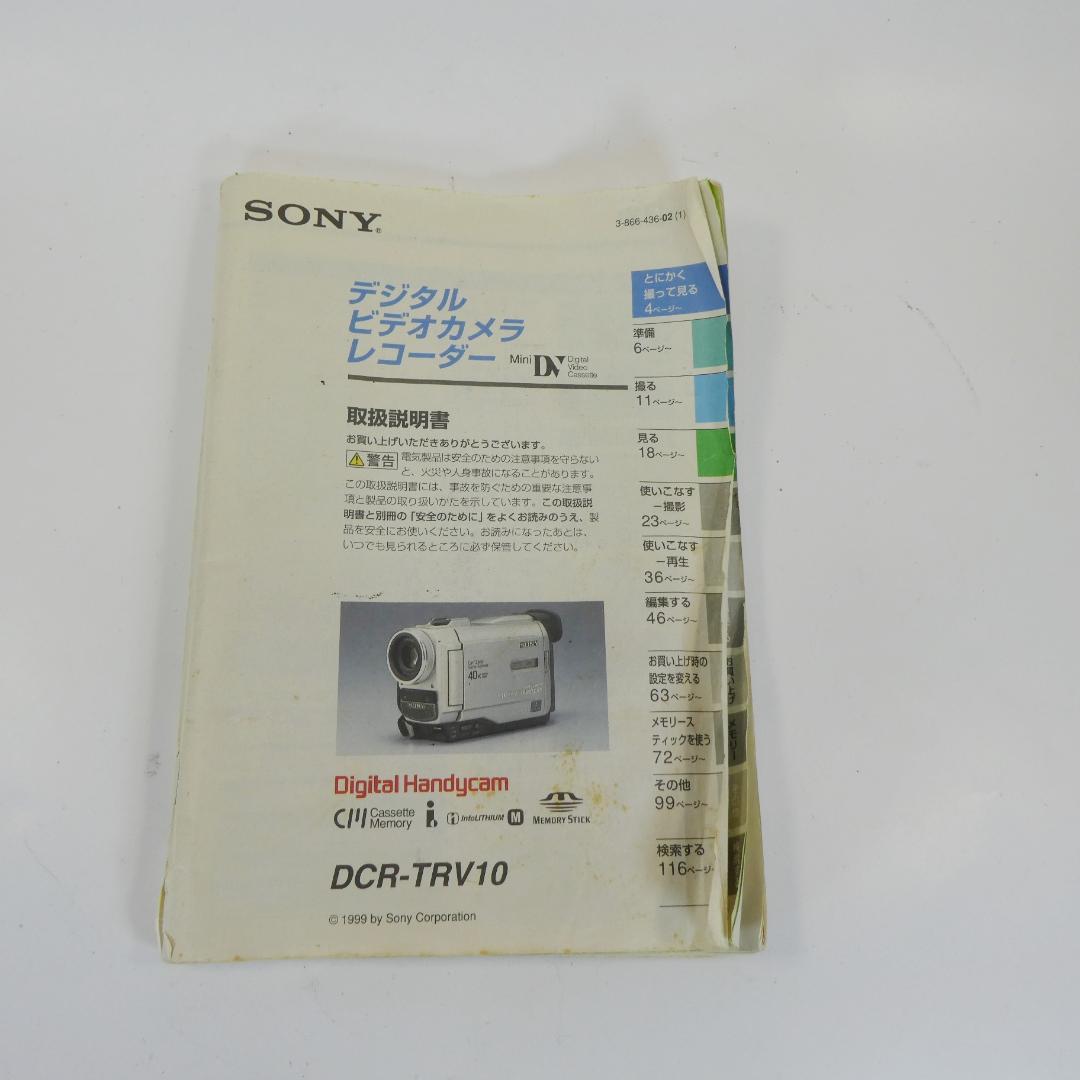 SONY®
3-866-436-02 (1)
デジタル
ビデオカメラ
レコーダー
Mini DV Digital Video Cassette
取扱説明書
お買い上げいただきありがとうございます。
警告 電気製品は安全のための注意事項を守らない
と、火災や人身事故になることがあります。
この取扱説明書には、事故を防ぐための重要な注意事
項と製品の取り扱いかたを示しています。この取扱説
明書と別冊の「安全のために」をよくお読みのうえ、製
品を安全にお使いください。お読みになったあとは、
いつでも見られるところに必ず保管してください。
とにかく
撮って見る
4ページ〜
準備
6ページ〜
撮る
11ページ〜
見る
18ページ〜
使いこなす
ー撮影
23ページ〜
使いこなす
ー再生
36ページ〜
編集する
46ページ〜
お買い上げ時の
設定を変える
63ページ〜
メモリース
ティックを使う
72ページ〜
その他
99ページ〜
検索する
116ページ
お買い上げ
メモリー
SONY
40x
SONY
Digital Handycam
CM Cassette
Memory
i
InfoLITHIUM M
MEMORY STICK
DCR-TRV10
© 1999 by Sony Corporation